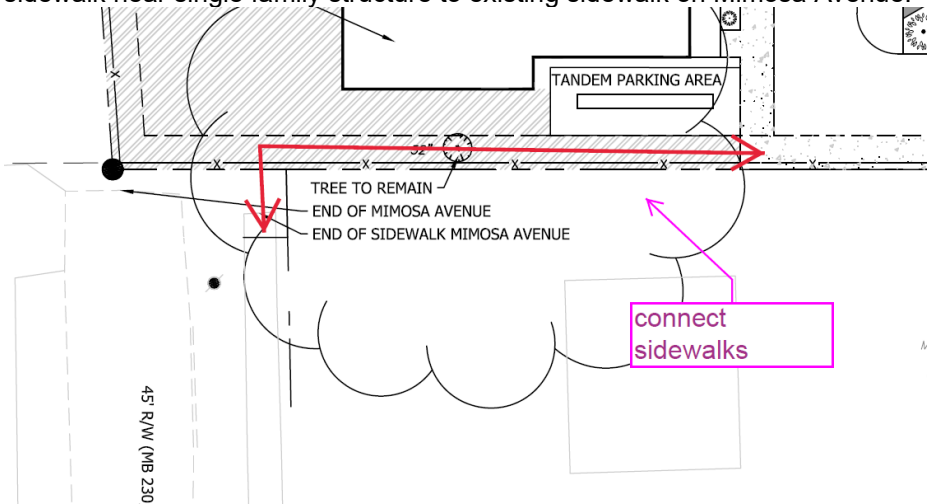 sidewalk near single family structure to existing sidewalk on Mimosa Avenue.
TANDEM PARKING AREA
X
32"
X X X X X
TREE TO REMAIN
END OF MIMOSA AVENUE
END OF SIDEWALK MIMOSA AVENUE
connect
sidewalks
M
45' R/W (MB 230